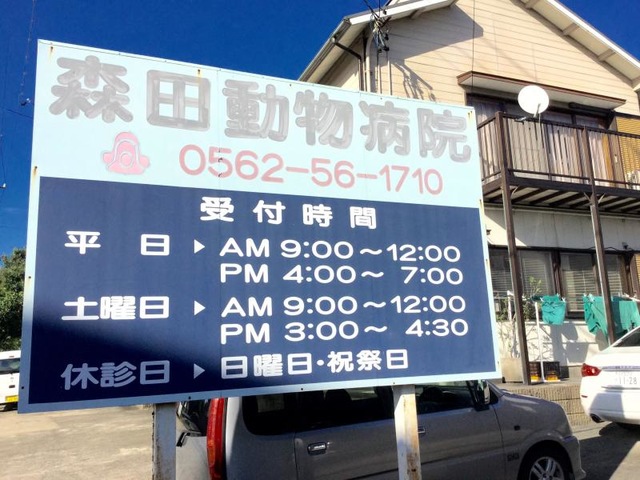 森田動物病院
0562-56-1710
受付時間
平日 ▶ AM 9:00～12:00
PM 4:00～ 7:00
土曜日 ▶ AM 9:00～12:00
PM 3:00～ 4:30
休診日 ▶ 日曜日・祝祭日
11-28